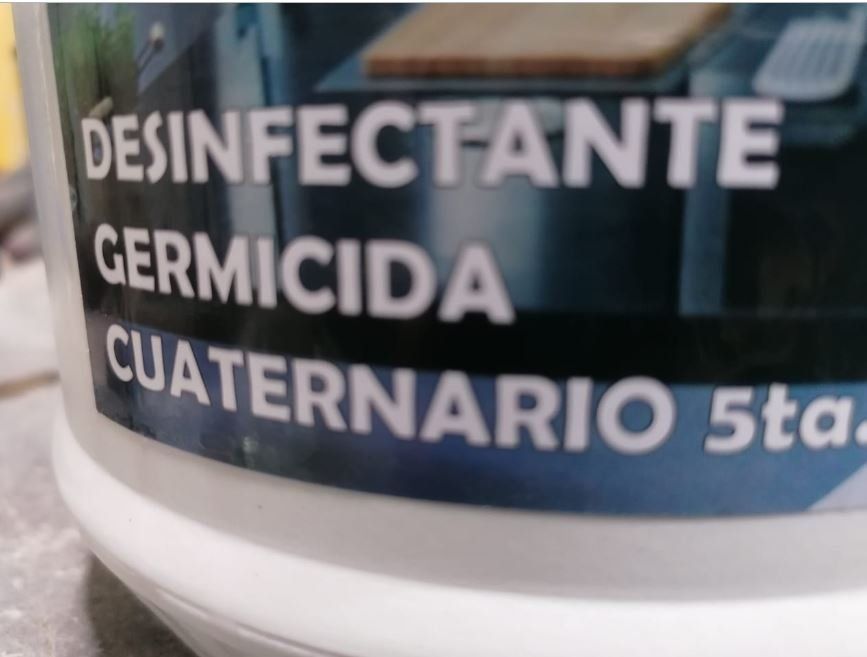 DESINFECTANTE
GERMICIDA
CUATERNARIO 5ta.